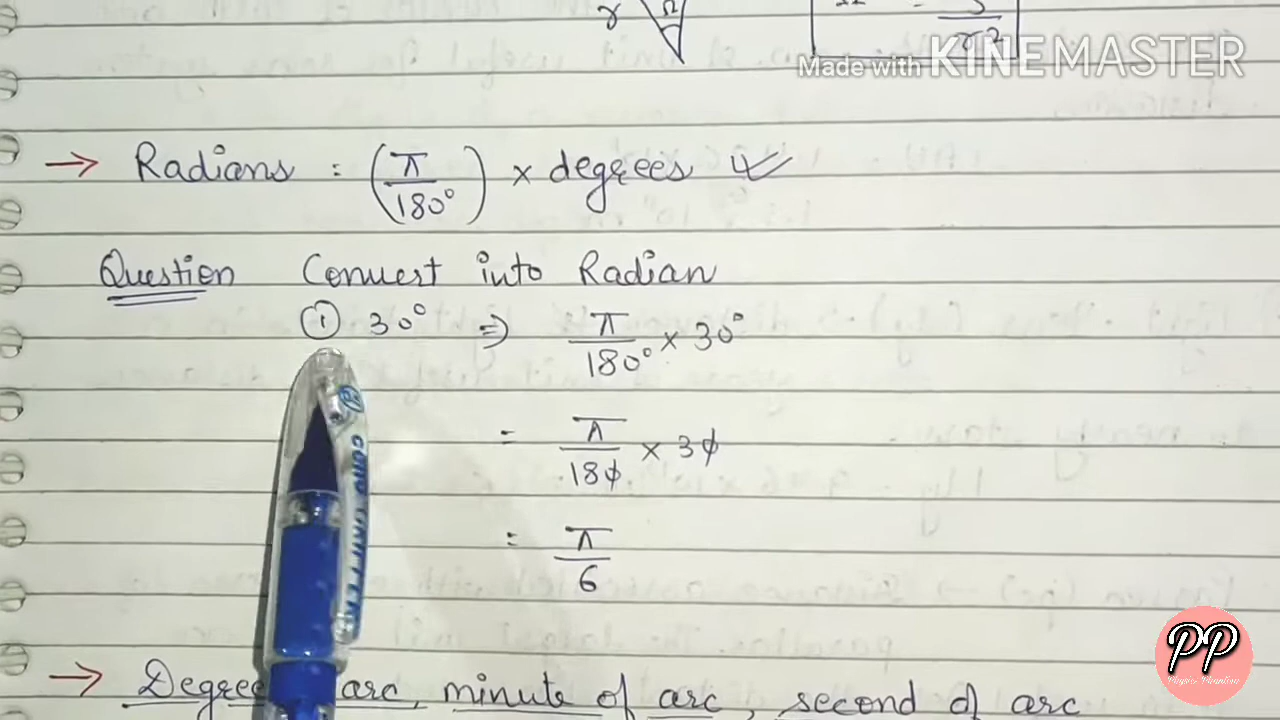 r Ω
r²
Made with KINEMASTER
→ Radians = (π/180°) × degrees
Question Convert into Radian
① 30° ⇒ π/180° × 30°
= π/180 × 30
= π/6
→ Degree arc, minute of arc, second of arc
PP